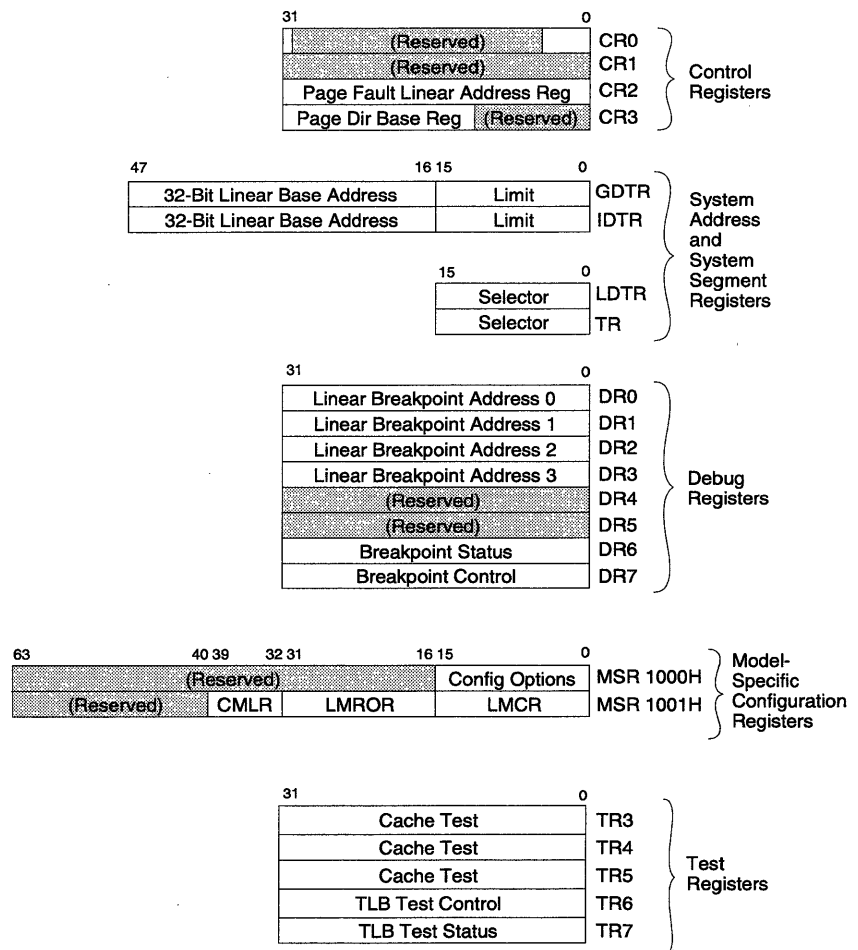 31 0
(Reserved) CR0
(Reserved) CR1
Page Fault Linear Address Reg CR2
Page Dir Base Reg (Reserved) CR3
Control
Registers
47 16 15 0
32-Bit Linear Base Address Limit GDTR
32-Bit Linear Base Address Limit IDTR
15 0
Selector LDTR
Selector TR
System
Address
and
System
Segment
Registers
31 0
Linear Breakpoint Address 0 DR0
Linear Breakpoint Address 1 DR1
Linear Breakpoint Address 2 DR2
Linear Breakpoint Address 3 DR3
(Reserved) DR4
(Reserved) DR5
Breakpoint Status DR6
Breakpoint Control DR7
Debug
Registers
63 40 39 32 31 16 15 0
(Reserved) Config Options MSR 1000H
(Reserved) CMLR LMROR LMCR MSR 1001H
Model-
Specific
Configuration
Registers
31 0
Cache Test TR3
Cache Test TR4
Cache Test TR5
TLB Test Control TR6
TLB Test Status TR7
Test
Registers